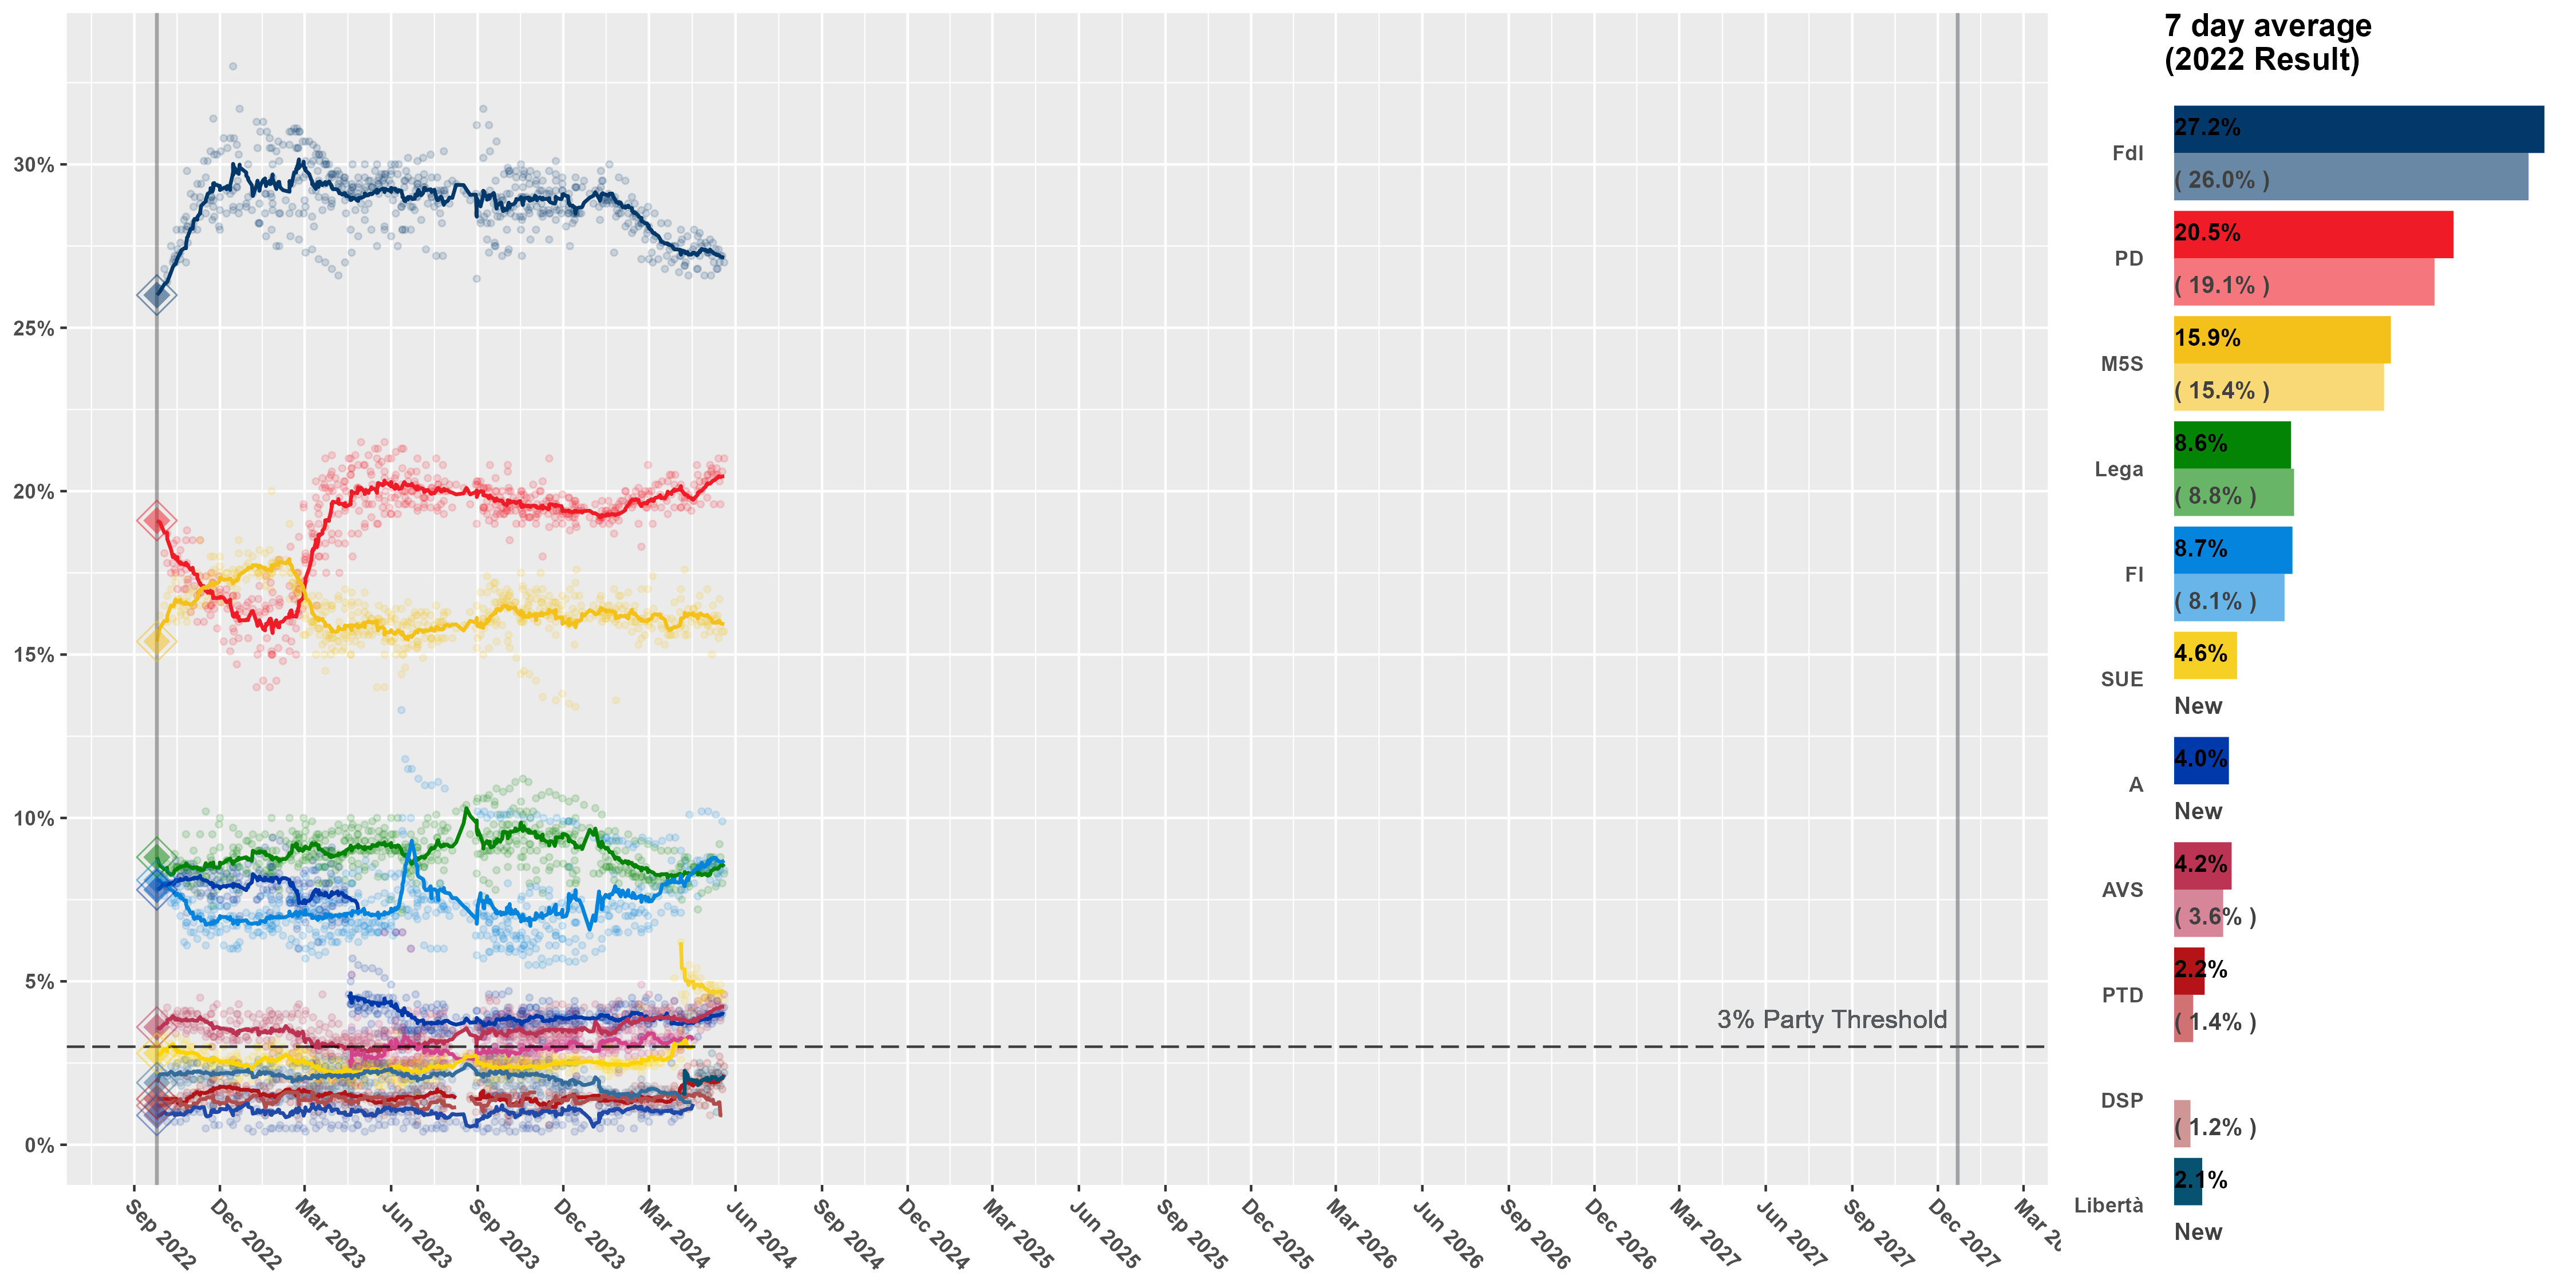 7 day average
(2022 Result)
30%
25%
20%
15%
10%
5%
0%
3% Party Threshold
Sep 2022
Dec 2022
Mar 2023
Jun 2023
Sep 2023
Dec 2023
Mar 2024
Jun 2024
Sep 2024
Dec 2024
Mar 2025
Jun 2025
Sep 2025
Dec 2025
Mar 2026
Jun 2026
Sep 2026
Dec 2026
Mar 2027
Jun 2027
Sep 2027
Dec 2027
Mar 20
FdI
27.2%
( 26.0% )
PD
20.5%
( 19.1% )
M5S
15.9%
( 15.4% )
Lega
8.6%
( 8.8% )
FI
8.7%
( 8.1% )
SUE
4.6%
New
A
4.0%
New
AVS
4.2%
( 3.6% )
PTD
2.2%
( 1.4% )
DSP
( 1.2% )
Libertà
2.1%
New